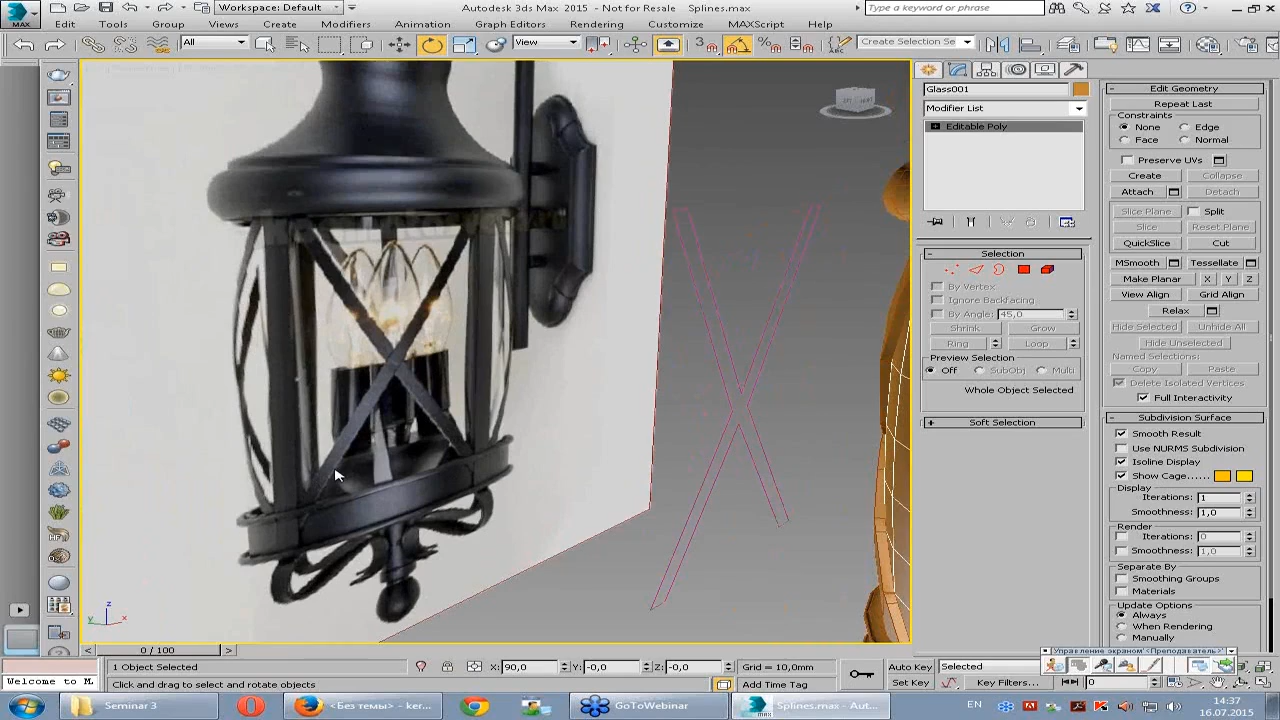 MAX
Workspace: Default
Autodesk 3ds Max 2015 - Not for Resale   Splines.max
Type a keyword or phrase
Edit Tools Group Views Create Modifiers Animation Graph Editors Rendering Customize MAXScript Help
All
View
Create Selection Se
Glass001
Modifier List
Editable Poly
Selection
By Vertex
Ignore Backfacing
By Angle: 45,0
Shrink Grow
Ring Loop
Preview Selection
Off SubObj Multi
Whole Object Selected
Soft Selection
Edit Geometry
Repeat Last
Constraints
None Edge
Face Normal
Preserve UVs
Create Collapse
Attach Detach
Slice Plane Split
Slice Reset Plane
QuickSlice Cut
MSmooth Tessellate
Make Planar X Y Z
View Align Grid Align
Relax
Hide Selected Unhide All
Hide Unselected
Named Selections:
Copy Paste
Delete Isolated Vertices
Full Interactivity
Subdivision Surface
Smooth Result
Use NURMS Subdivision
Isoline Display
Show Cage......
Display
Iterations: 1
Smoothness: 1,0
Render
Iterations: 0
Smoothness: 1,0
Separate By
Smoothing Groups
Materials
Update Options
Always
When Rendering
Manually
z
y
x
0 / 100
1 Object Selected
X: 90,0 Y: -0,0 Z: -0,0
Grid = 10,0mm
Auto Key
Selected
Управление экраном"<Преподаватель>"
Welcome to M
Click and drag to select and rotate objects
Add Time Tag
Set Key
Key Filters...
0
Seminar 3
<Без темы> - ker...
GoToWebinar
Splines.max - Aut...
EN
14:37
16.07.2015